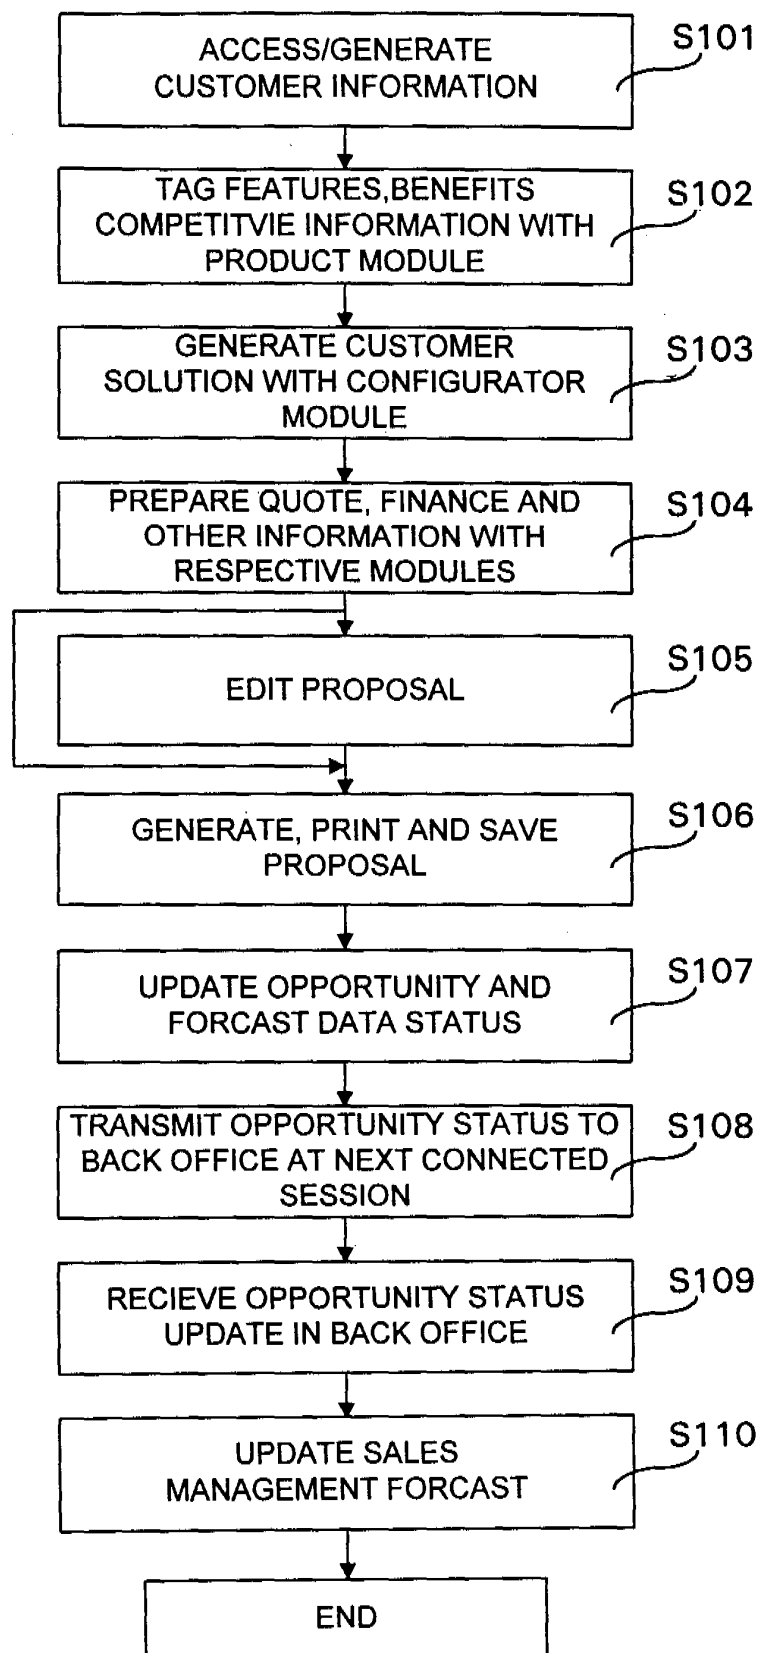 ACCESS/GENERATE
CUSTOMER INFORMATION
S101
TAG FEATURES,BENEFITS
COMPETITVIE INFORMATION WITH
PRODUCT MODULE
S102
GENERATE CUSTOMER
SOLUTION WITH CONFIGURATOR
MODULE
S103
PREPARE QUOTE, FINANCE AND
OTHER INFORMATION WITH
RESPECTIVE MODULES
S104
EDIT PROPOSAL
S105
GENERATE, PRINT AND SAVE
PROPOSAL
S106
UPDATE OPPORTUNITY AND
FORCAST DATA STATUS
S107
TRANSMIT OPPORTUNITY STATUS TO
BACK OFFICE AT NEXT CONNECTED
SESSION
S108
RECIEVE OPPORTUNITY STATUS
UPDATE IN BACK OFFICE
S109
UPDATE SALES
MANAGEMENT FORCAST
S110
END